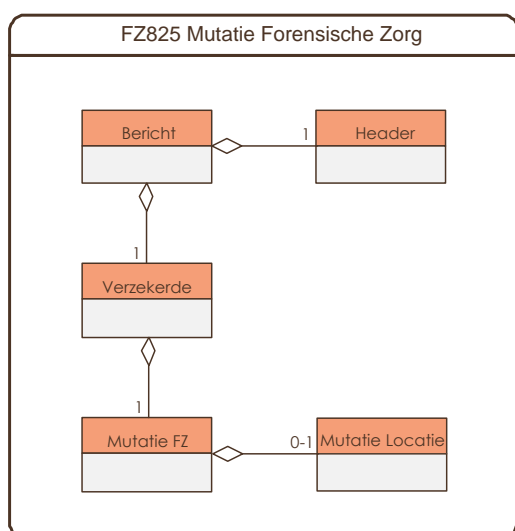 FZ825 Mutatie Forensische Zorg
Bericht
1
Header
1
Verzekerde
1
Mutatie FZ
0-1
Mutatie Locatie